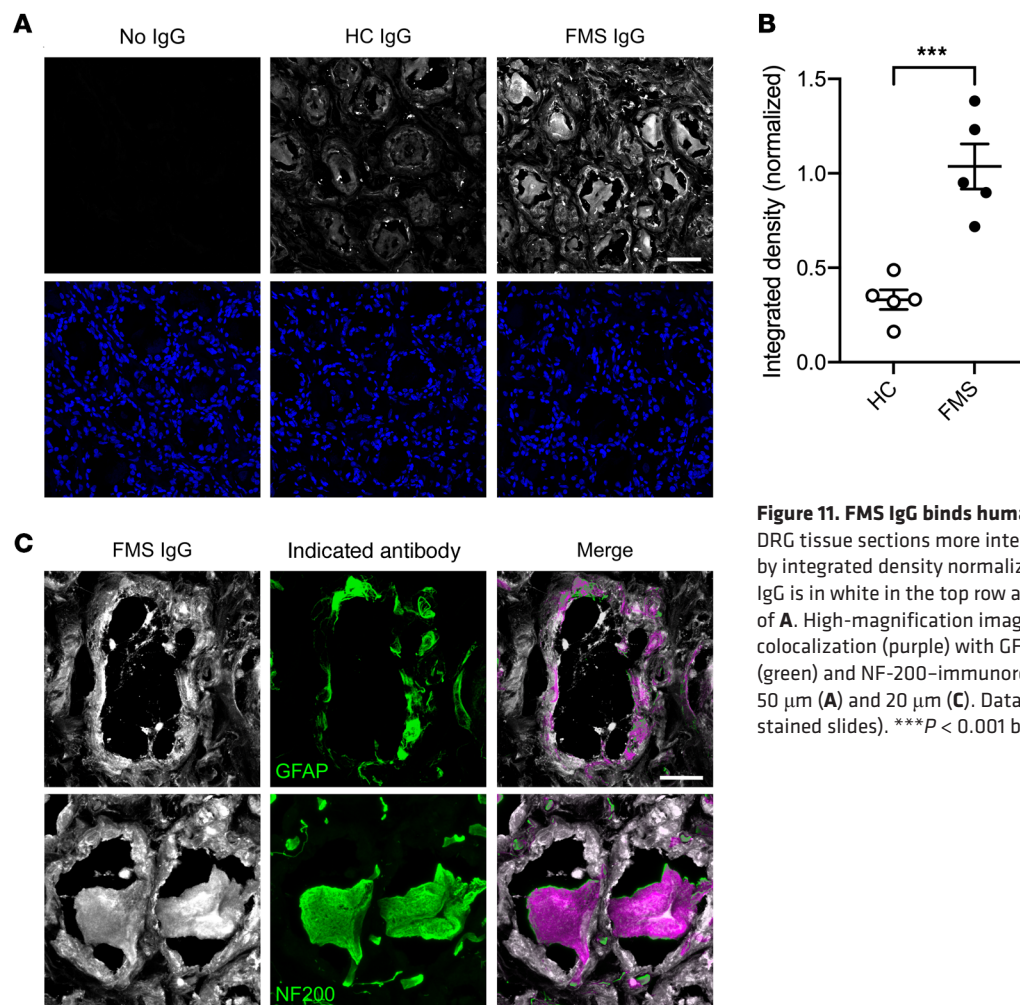 A
No IgG
HC IgG
FMS IgG
B
***
Integrated density (normalized)
1.5
1.0
0.5
0.0
HC
FMS
C
FMS IgG
Indicated antibody
Merge
GFAP
NF200
Figure 11. FMS IgG binds huma
DRG tissue sections more inte
by integrated density normaliz
IgG is in white in the top row a
of A. High-magnification imag
colocalization (purple) with GF
(green) and NF-200–immunore
50 μm (A) and 20 μm (C). Data
stained slides). ***P < 0.001 b